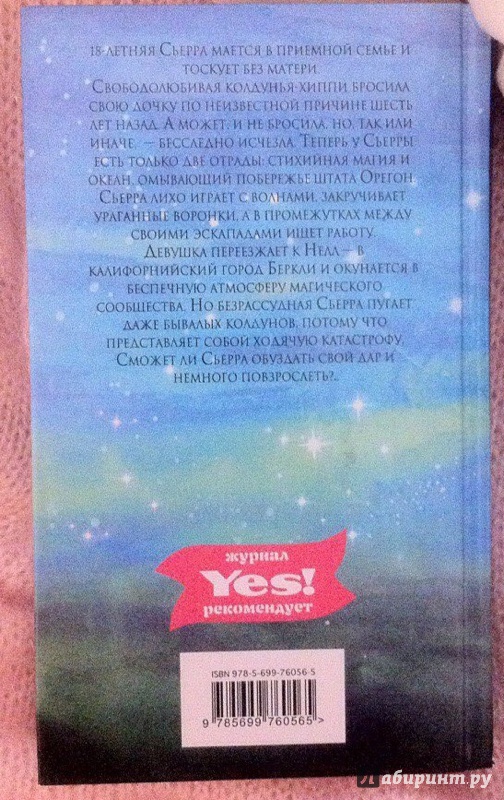 18-летняя Сьерра мается в приемной семье и
тоскует без матери.
Свободолюбивая колдунья-хиппи бросила
свою дочку по неизвестной причине шесть
лет назад. А может, и не бросила, но, так или
иначе, — бесследно исчезла. Теперь у Сьерры
есть только две отрады: стихийная магия и
океан, омывающий побережье штата Орегон.
Сьерра лихо играет с волнами, закручивает
ураганные воронки, а в промежутках между
своими эскападами ищет работу.
Девушка переезжает к Нелл — в
калифорнийский город Беркли и окунается в
беспечную атмосферу магического
сообщества. Но безрассудная Сьерра пугает
даже бывалых колдунов, потому что
представляет собой ходячую катастрофу.
Сможет ли Сьерра обуздать свой дар и
немного повзрослеть?..
журнал
Yes!
рекомендует
ISBN 978-5-699-76056-5
9 785699 760565 >
Лабиринт.ру